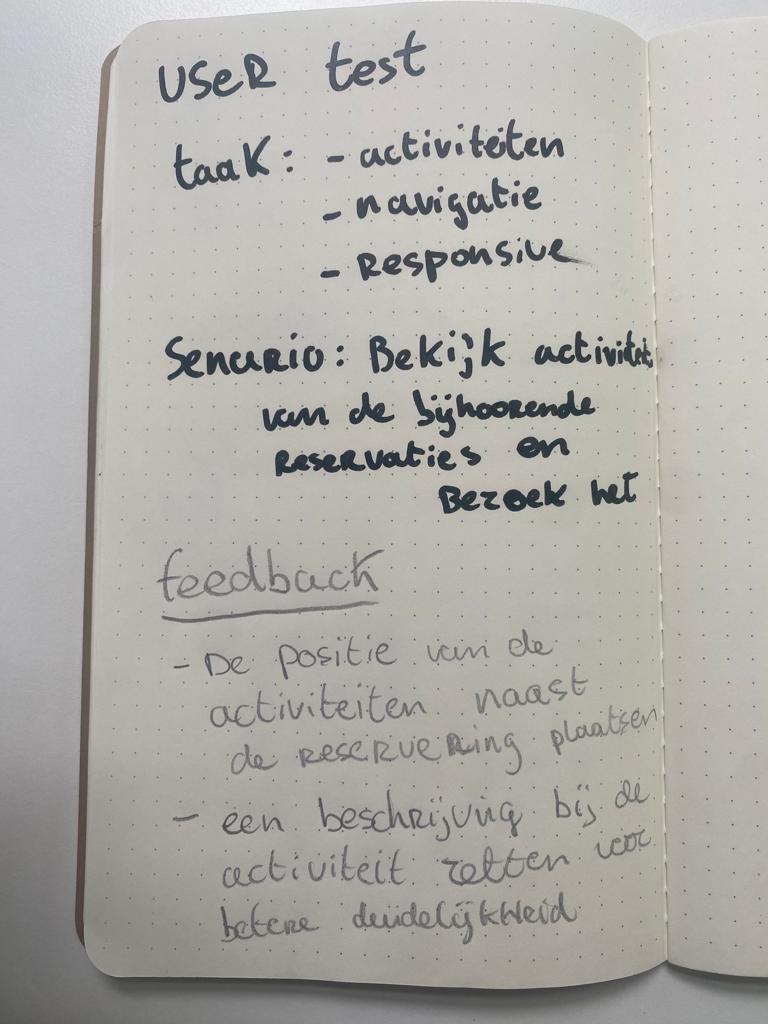 USER test
taak: - activiteiten
- navigatie
- Responsive
Senario: Bekijk activiteit
van de bijhoorende
Reservaties en
Bezoek het
feedback
- De positie van de
activiteiten naast
de reservering plaatsen
- een beschrijving bij de
activiteit zetten voor
betere duidelijkheid